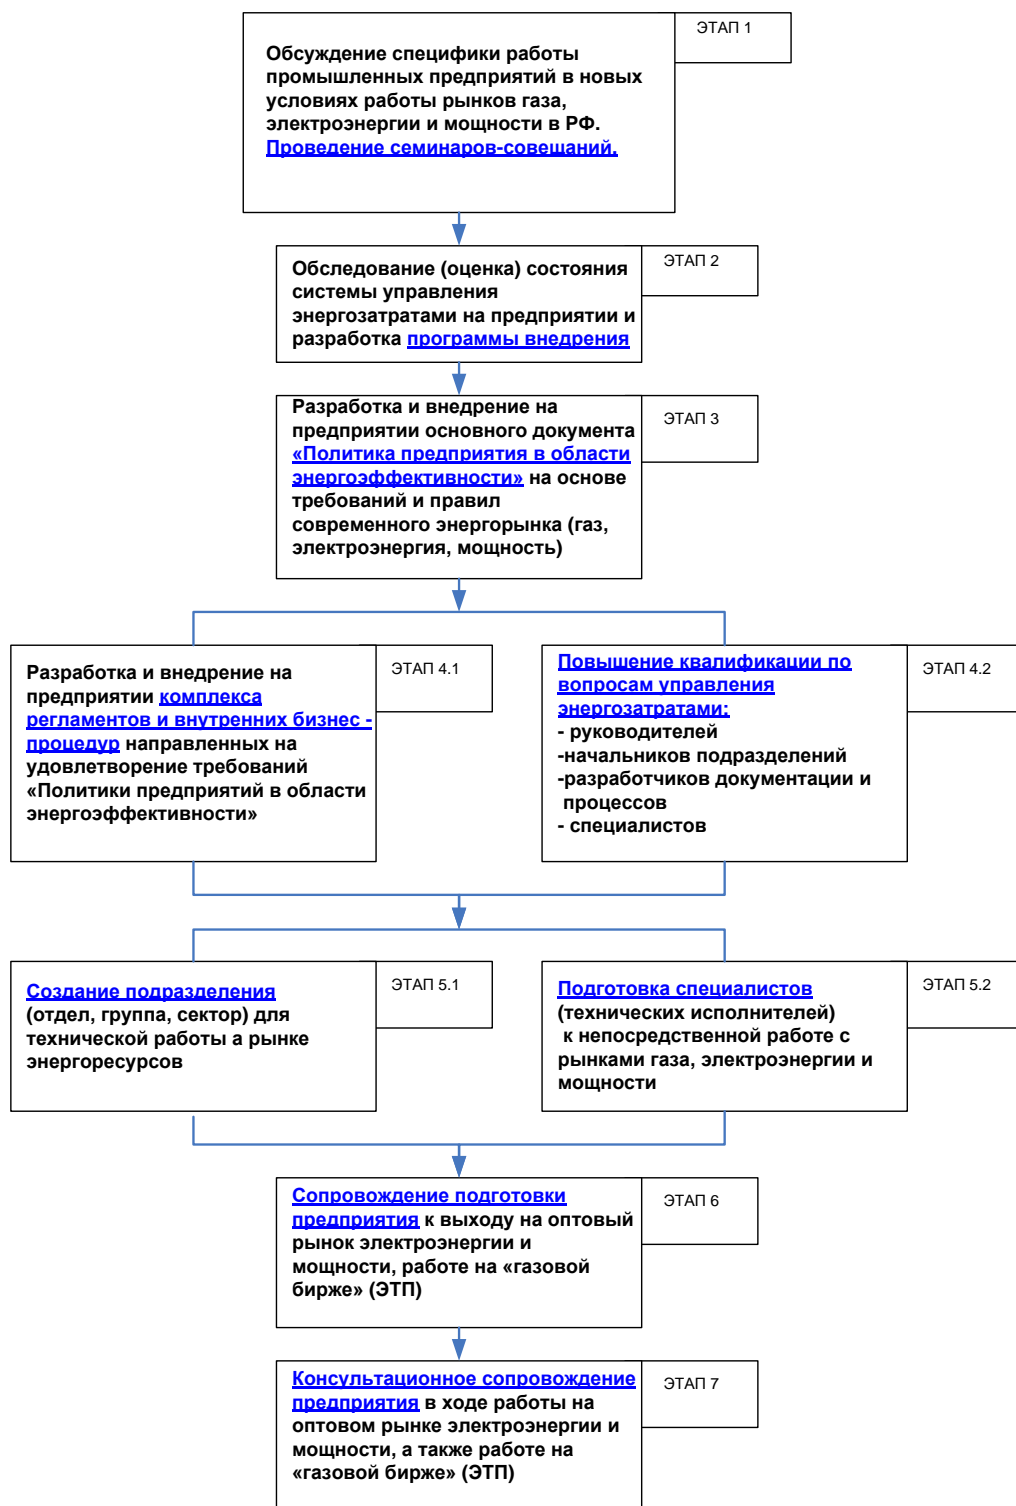 ЭТАП 1
Обсуждение специфики работы
промышленных предприятий в новых
условиях работы рынков газа,
электроэнергии и мощности в РФ.
Проведение семинаров-совещаний.
ЭТАП 2
Обследование (оценка) состояния
системы управления
энергозатратами на предприятии и
разработка программы внедрения
ЭТАП 3
Разработка и внедрение на
предприятии основного документа
«Политика предприятия в области
энергоэффективности» на основе
требований и правил
современного энергорынка (газ,
электроэнергия, мощность)
ЭТАП 4.1
Разработка и внедрение на
предприятии комплекса
регламентов и внутренних бизнес -
процедур направленных на
удовлетворение требований
«Политики предприятий в области
энергоэффективности»
ЭТАП 4.2
Повышение квалификации по
вопросам управления
энергозатратами:
- руководителей
-начальников подразделений
-разработчиков документации и
процессов
- специалистов
ЭТАП 5.1
Создание подразделения
(отдел, группа, сектор) для
технической работы а рынке
энергоресурсов
ЭТАП 5.2
Подготовка специалистов
(технических исполнителей)
к непосредственной работе с
рынками газа, электроэнергии и
мощности
ЭТАП 6
Сопровождение подготовки
предприятия к выходу на оптовый
рынок электроэнергии и
мощности, работе на «газовой
бирже» (ЭТП)
ЭТАП 7
Консультационное сопровождение
предприятия в ходе работы на
оптовом рынке электроэнергии и
мощности, а также работе на
«газовой бирже» (ЭТП)